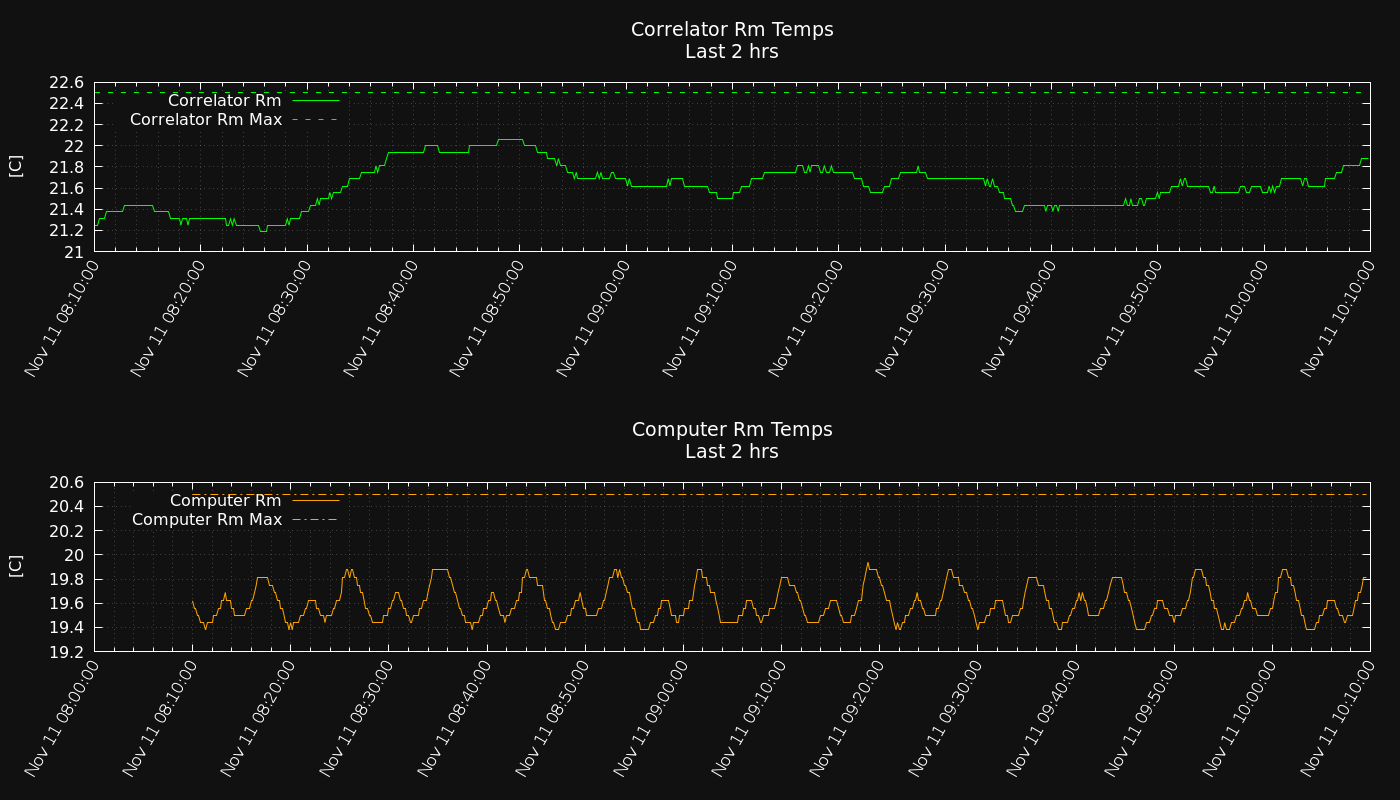 Correlator Rm Temps
Last 2 hrs
22.6
22.4
22.2
22
21.8
21.6
21.4
21.2
21
[C]
Correlator Rm
Correlator Rm Max
Nov 11 08:10:00
Nov 11 08:20:00
Nov 11 08:30:00
Nov 11 08:40:00
Nov 11 08:50:00
Nov 11 09:00:00
Nov 11 09:10:00
Nov 11 09:20:00
Nov 11 09:30:00
Nov 11 09:40:00
Nov 11 09:50:00
Nov 11 10:00:00
Nov 11 10:10:00
Computer Rm Temps
Last 2 hrs
20.6
20.4
20.2
20
19.8
19.6
19.4
19.2
[C]
Computer Rm
Computer Rm Max
Nov 11 08:00:00
Nov 11 08:10:00
Nov 11 08:20:00
Nov 11 08:30:00
Nov 11 08:40:00
Nov 11 08:50:00
Nov 11 09:00:00
Nov 11 09:10:00
Nov 11 09:20:00
Nov 11 09:30:00
Nov 11 09:40:00
Nov 11 09:50:00
Nov 11 10:00:00
Nov 11 10:10:00